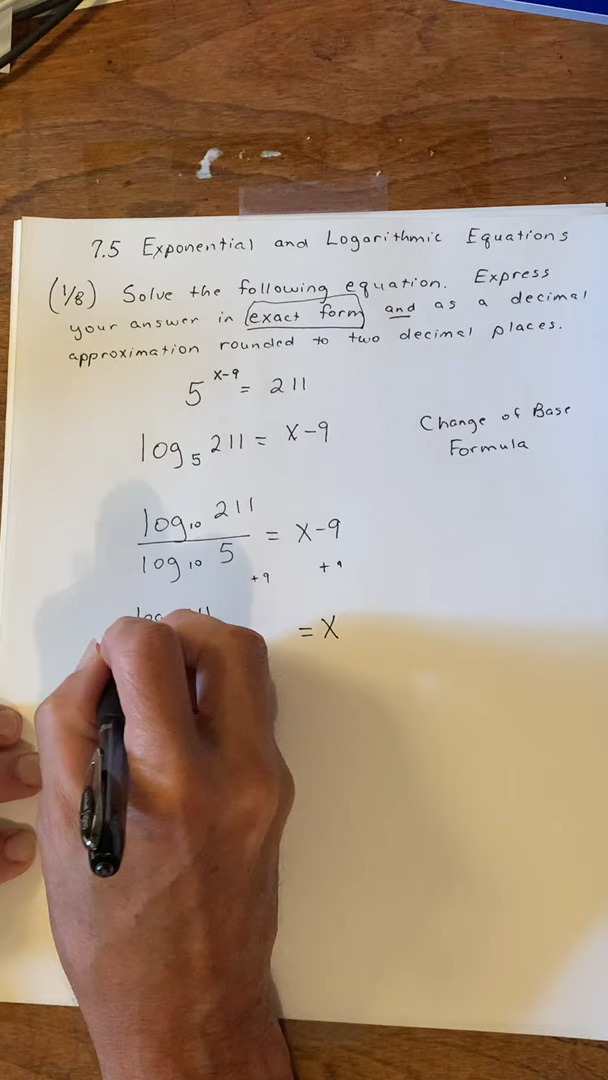 7.5 Exponential and Logarithmic Equations
(1/8) Solve the following equation. Express
your answer in exact form and as a decimal
approximation rounded to two decimal places.
5^(x-9) = 211
log₅ 211 = x-9
Change of Base
Formula
log₁₀ 211
log₁₀ 5
= x-9
+9 +9
= x